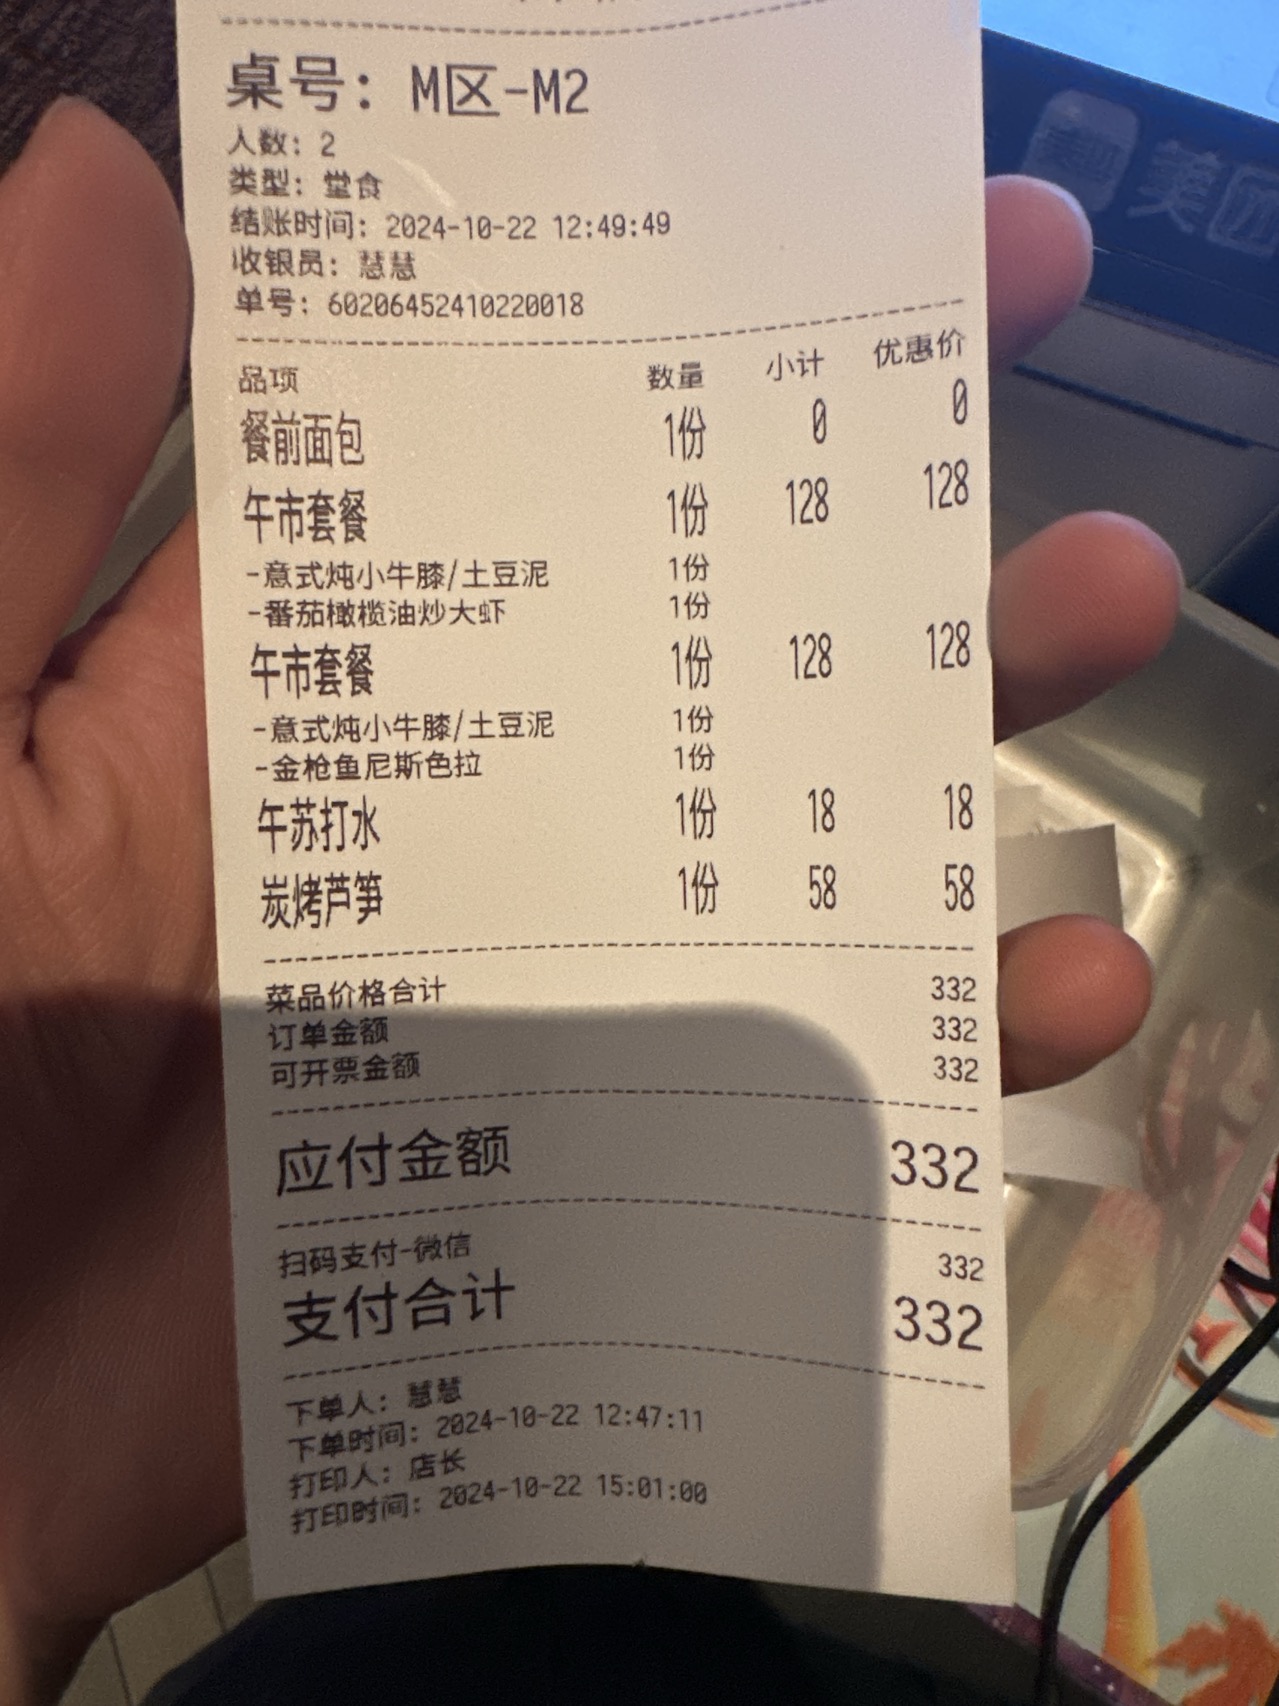 桌号：M区-M2
人数：2
类型：堂食
结账时间：2024-10-22 12:49:49
收银员：慧慧
单号：60206452410220018
品项 数量 小计 优惠价
餐前面包 1份 0 0
午市套餐 1份 128 128
-意式炖小牛膝/土豆泥 1份
-番茄橄榄油炒大虾 1份
午市套餐 1份 128 128
-意式炖小牛膝/土豆泥 1份
-金枪鱼尼斯色拉 1份
午苏打水 1份 18 18
炭烤芦笋 1份 58 58
菜品价格合计 332
订单金额 332
可开票金额 332
应付金额 332
扫码支付-微信 332
支付合计 332
下单人：慧慧
下单时间：2024-10-22 12:47:11
打印人：店长
打印时间：2024-10-22 15:01:00
美团